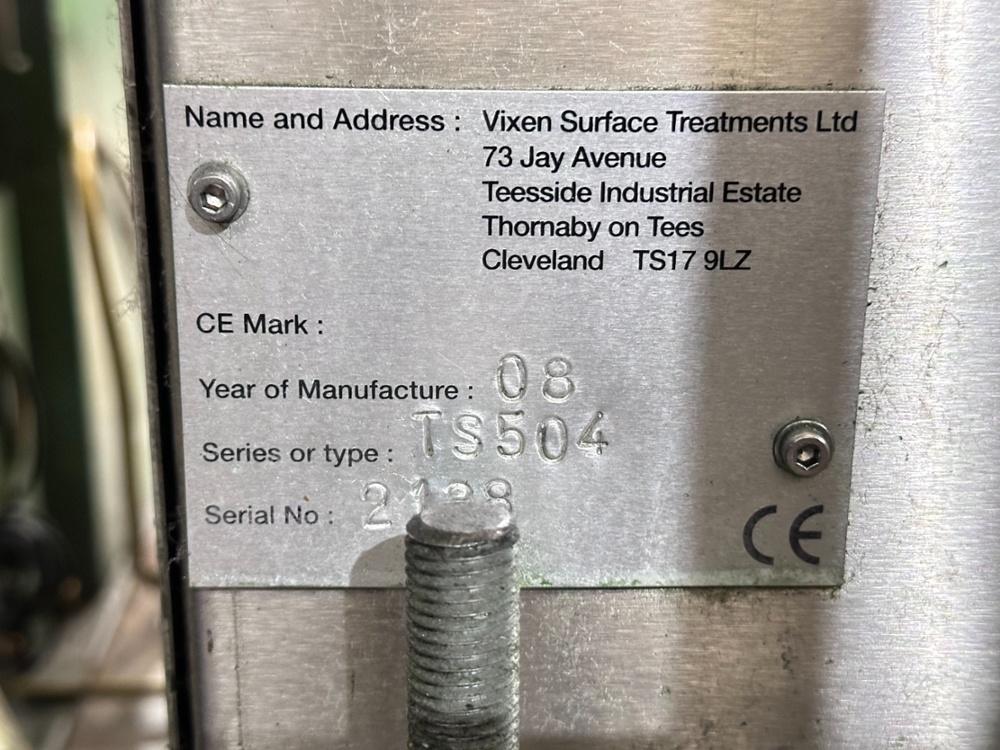 Name and Address : Vixen Surface Treatments Ltd
73 Jay Avenue
Teesside Industrial Estate
Thornaby on Tees
Cleveland TS17 9LZ
CE Mark :
Year of Manufacture : 08
Series or type : TS504
Serial No :
CE